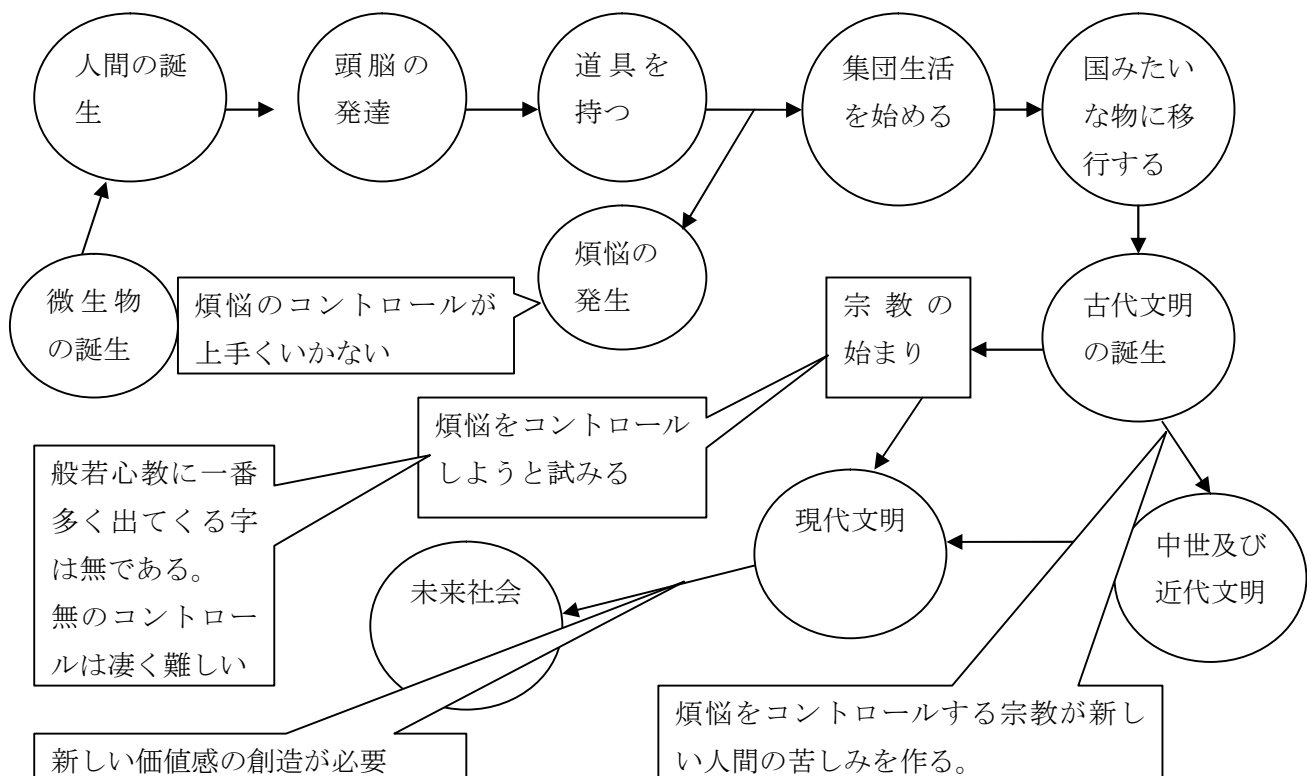 人間の誕
生
頭脳の
発達
道具を
持つ
集団生活
を始める
国みたい
な物に移
行する
微生物
の誕生
煩悩のコントロールが
上手くいかない
煩悩の
発生
宗教の
始まり
古代文明
の誕生
煩悩をコントロール
しようと試みる
般若心教に一番
多く出てくる字
は無である。
無のコントロー
ルは凄く難しい
現代文明
中世及び
近代文明
未来社会
新しい価値感の創造が必要
煩悩をコントロールする宗教が新し
い人間の苦しみを作る。